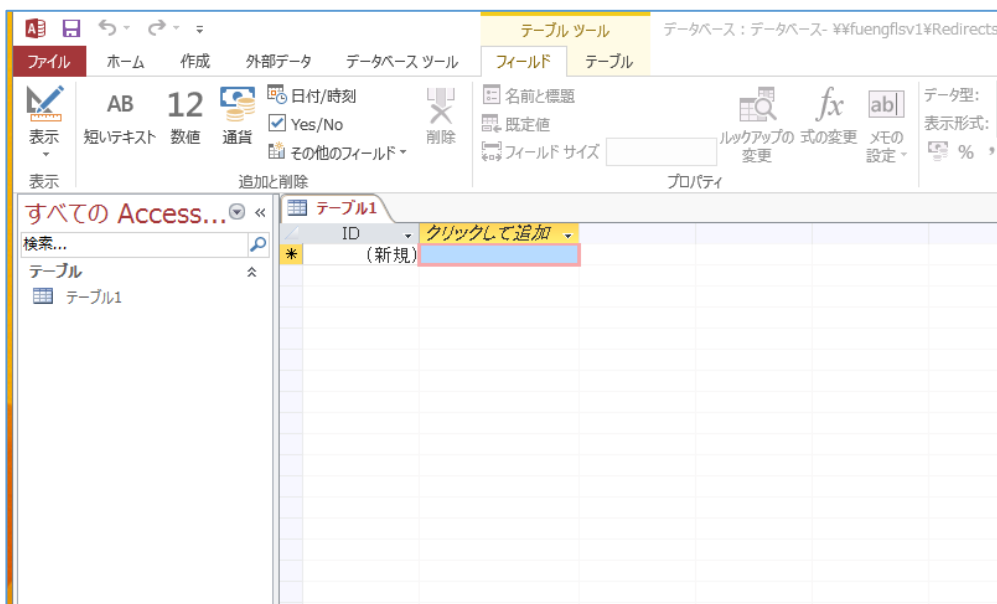 テーブル ツール
データベース : データベース- ¥¥fuengflsv1¥Redirects
ファイル ホーム 作成 外部データ データベース ツール フィールド テーブル
表示
AB 短いテキスト
12 数値
通貨
日付/時刻
Yes/No
その他のフィールド
削除
名前と標題
既定値
フィールド サイズ
ルックアップの変更
fx 式の変更
ab| メモの設定
データ型:
表示形式:
%
表示 追加と削除 プロパティ
すべての Access... «
検索...
テーブル
テーブル1
テーブル1
ID クリックして追加
* (新規)